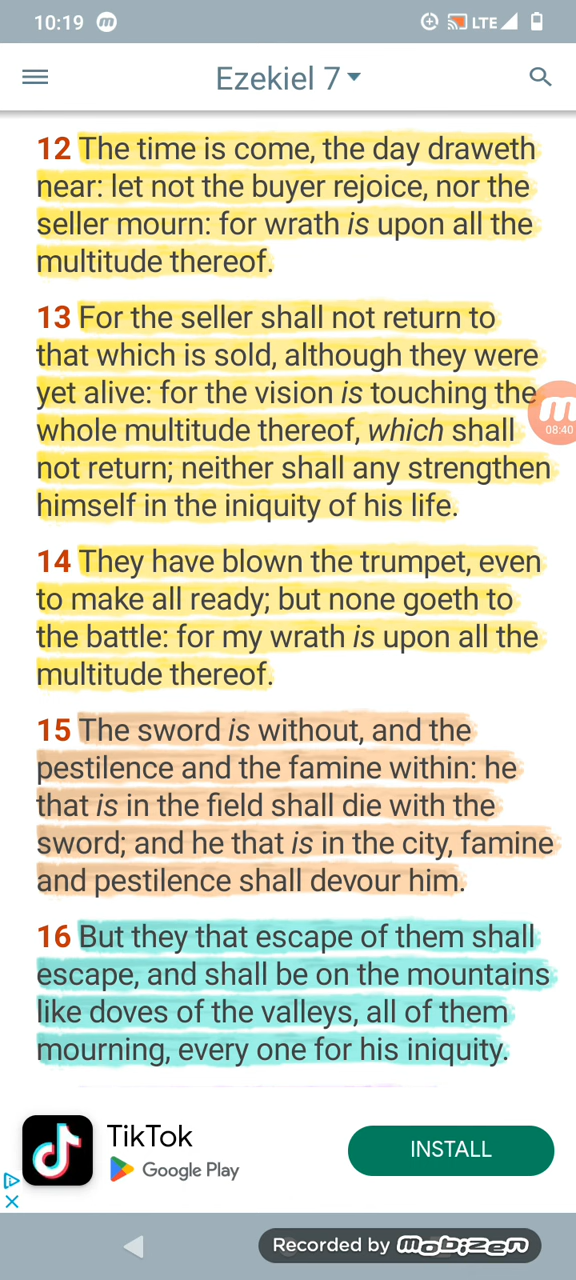 10:19 m LTE
Ezekiel 7
12 The time is come, the day draweth
near: let not the buyer rejoice, nor the
seller mourn: for wrath is upon all the
multitude thereof.
13 For the seller shall not return to
that which is sold, although they were
yet alive: for the vision is touching the
m
08:40
whole multitude thereof, which shall
not return; neither shall any strengthen
himself in the iniquity of his life.
14 They have blown the trumpet, even
to make all ready; but none goeth to
the battle: for my wrath is upon all the
multitude thereof.
15 The sword is without, and the
pestilence and the famine within: he
that is in the field shall die with the
sword; and he that is in the city, famine
and pestilence shall devour him.
16 But they that escape of them shall
escape, and shall be on the mountains
like doves of the valleys, all of them
mourning, every one for his iniquity.
TikTok
Google Play
INSTALL
Recorded by mobizen